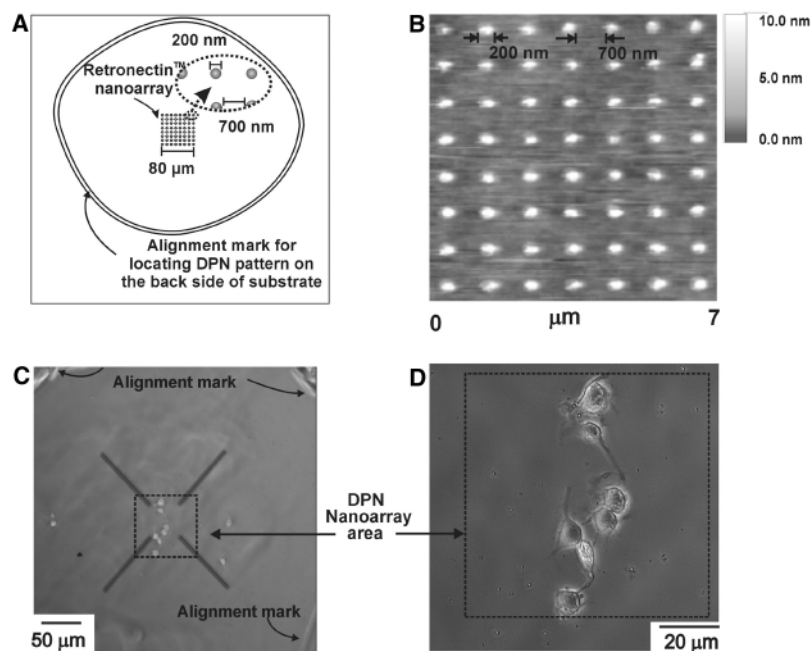 A
200 nm
Retronectin™
nanoarray
700 nm
80 μm
Alignment mark for
locating DPN pattern on
the back side of substrate
B
200 nm
700 nm
10.0 nm
5.0 nm
0.0 nm
0
μm
7
C
Alignment mark
Alignment mark
50 μm
DPN
Nanoarray
area
D
20 μm